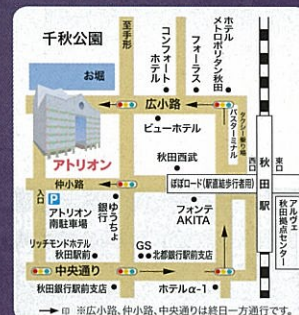 千秋公園
至手形
コンフォートホテル
フォーラス
ホテルメトロポリタン秋田
お堀
タクシー乗り場
バスターミナル
広小路
ビューホテル
アトリオン
秋田西武
西口
秋田駅
東口
仲小路
ぽぽロード(駅直結歩行者用)
入口
P
アトリオン南駐車場
ゆうちょ銀行
フォンテAKITA
アルヴェ
秋田拠点センター
リッチモンドホテル秋田駅前
GS
北都銀行駅前支店
中央通り
秋田銀行駅前支店
ホテルα-1
→印 ※広小路、仲小路、中央通りは終日一方通行です。